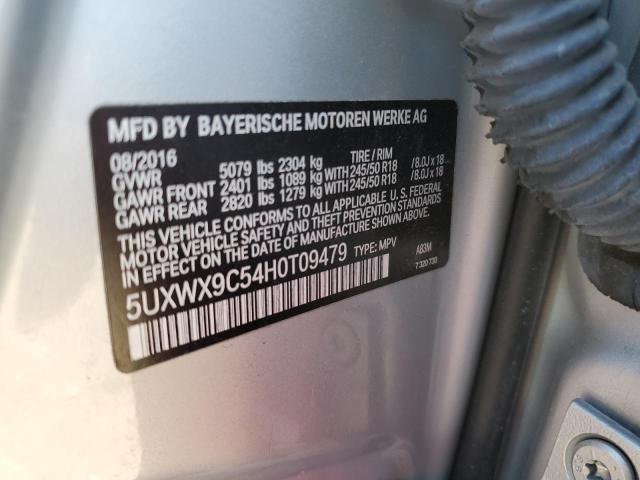 MFD BY BAYERISCHE MOTOREN WERKE AG
08/2016 TIRE / RIM
GVWR 5079 lbs 2304 kg
GAWR FRONT 2401 lbs 1089 kg WITH 245/50 R18 /8.0J x 18
GAWR REAR 2820 lbs 1279 kg WITH 245/50 R18 /8.0J x 18
THIS VEHICLE CONFORMS TO ALL APPLICABLE U.S. FEDERAL
MOTOR VEHICLE SAFETY AND THEFT PREVENTION STANDARDS
IN EFFECT ON THE DATE OF MANUFACTURE SHOWN ABOVE.
5UXWX9C54H0T09479 TYPE: MPV A83M
7 320 733